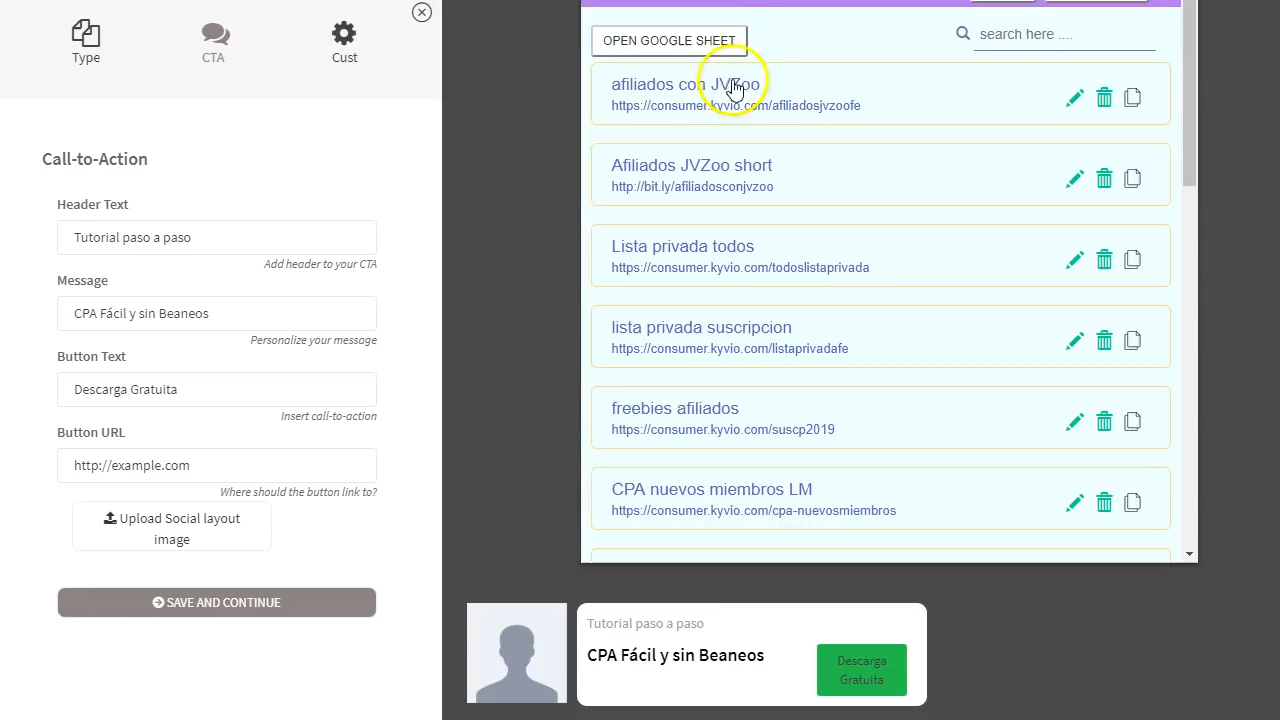 Type
CTA
Cust
Call-to-Action
Header Text
Tutorial paso a paso
Add header to your CTA
Message
CPA Fácil y sin Beaneos
Personalize your message
Button Text
Descarga Gratuita
Insert call-to-action
Button URL
http://example.com
Where should the button link to?
Upload Social layout
image
SAVE AND CONTINUE
OPEN GOOGLE SHEET
search here ....
afiliados con JVZoo
https://consumer.kyvio.com/afiliadosjvzoofe
Afiliados JVZoo short
http://bit.ly/afiliadosconjvzoo
Lista privada todos
https://consumer.kyvio.com/todoslistaprivada
lista privada suscripcion
https://consumer.kyvio.com/listaprivadafe
freebies afiliados
https://consumer.kyvio.com/suscp2019
CPA nuevos miembros LM
https://consumer.kyvio.com/cpa-nuevosmiembros
Tutorial paso a paso
CPA Fácil y sin Beaneos
Descarga
Gratuita